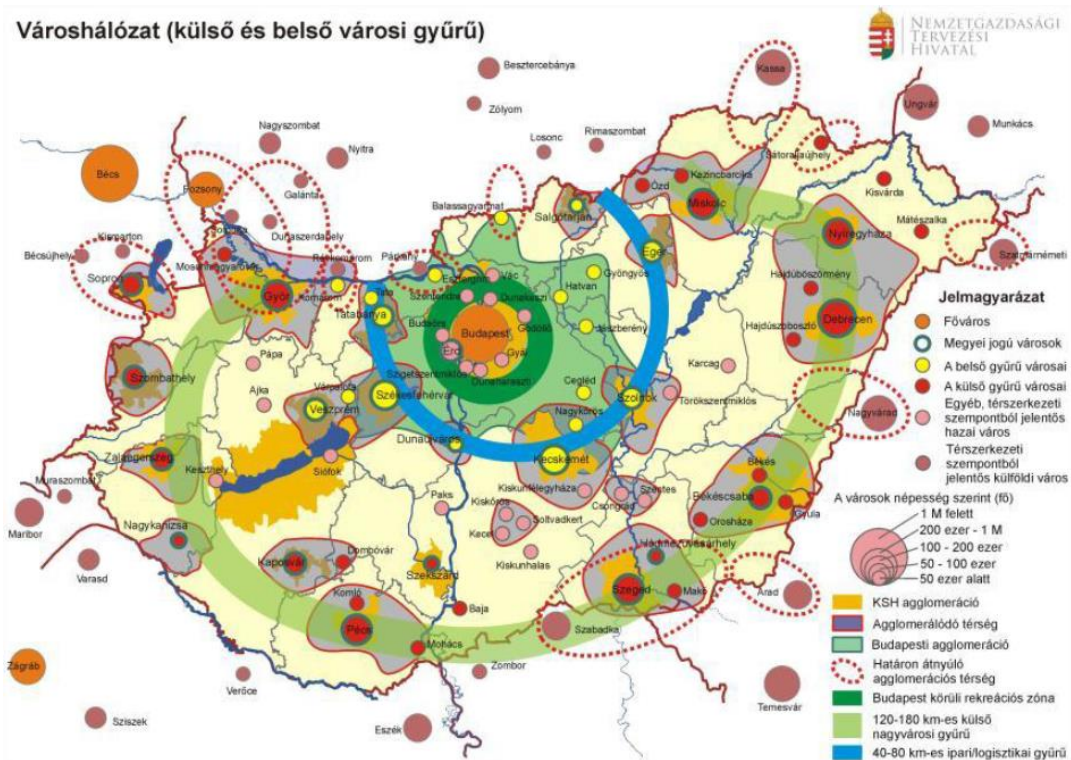 Városhálózat (külső és belső városi gyűrű)
NEMZETGAZDASÁGI
TERVEZÉSI
HIVATAL
Besztercebánya
Kassa
Zólyom
Ungvár
Munkács
Nagyszombat
Nyitra
Losonc
Rimaszombat
Bécs
Pozsony
Galánta
Sátoraljaújhely
Kazincbarcika
Ózd
Kisvárda
Balassagyarmat
Salgótarján
Miskolc
Mátészalka
Nyíregyháza
Szatmárnémeti
Bécsújhely
Kismarton
Dunaszerdahely
Mosonmagyaróvár
Révkomárom
Párkány
Esztergom
Vác
Eger
Gyöngyös
Sopron
Győr
Komárom
Tata
Szentendre
Dunakeszi
Hatvan
Hajdúböszörmény
Tatabánya
Budaörs
Budapest
Gödöllő
Jászberény
Hajdúszoboszló
Debrecen
Érd
Gyál
Pápa
Szigetszentmiklós
Dunaharaszti
Karcag
Szombathely
Ajka
Várpalota
Székesfehérvár
Cegléd
Szolnok
Törökszentmiklós
Veszprém
Nagykőrös
Nagyvárad
Dunaújváros
Kecskemét
Zalaegerszeg
Keszthely
Siófok
Békés
Muraszombat
Kiskunfélegyháza
Szentes
Békéscsaba
Paks
Kiskőrös
Csongrád
Gyula
Maribor
Nagykanizsa
Soltvadkert
Orosháza
Kecel
Hódmezővásárhely
Varasd
Kaposvár
Dombóvár
Szekszárd
Kiskunhalas
Szeged
Makó
Arad
Komló
Baja
Pécs
Szabadka
Mohács
Zágráb
Verőce
Zombor
Temesvár
Sziszek
Eszék
Jelmagyarázat
Főváros
Megyei jogú városok
A belső gyűrű városai
A külső gyűrű városai
Egyéb, térszerkezeti
szempontból jelentős
hazai város
Térszerkezeti
szempontból
jelentős külföldi város
A városok népesség szerint (fő)
1 M felett
200 ezer - 1 M
100 - 200 ezer
50 - 100 ezer
50 ezer alatt
KSH agglomeráció
Agglomerálódó térség
Budapesti agglomeráció
Határon átnyúló
agglomerációs térség
Budapest körüli rekreációs zóna
120-180 km-es külső
nagyvárosi gyűrű
40-80 km-es ipari/logisztikai gyűrű